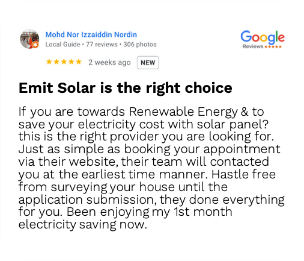 Mohd Nor Izzaiddin Nordin
Local Guide • 77 reviews • 306 photos
Google
Reviews ★★★★★
★★★★★ 2 weeks ago NEW
Emit Solar is the right choice
If you are towards Renewable Energy & to
save your electricity cost with solar panel?
this is the right provider you are looking for.
Just as simple as booking your appointment
via their website, their team will contacted
you at the earliest time manner. Hastle free
from surveying your house until the
application submission, they done everything
for you. Been enjoying my 1st month
electricity saving now.